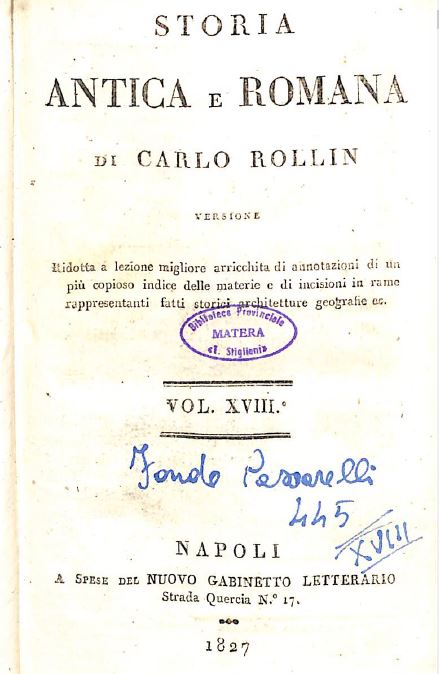 STORIA
ANTICA E ROMANA
DI CARLO ROLLIN
VERSIONE
Ridotta a lezione migliore arricchita di annotazioni di un
più copioso indice delle materie e di incisioni in rame
rappresentanti fatti storici architetture geografie ec.
Biblioteca Provinciale
MATERA
«T. Stigliani»
VOL. XVIII.°
Fondo Passarelli
445
XVIII
NAPOLI
A SPESE DEL NUOVO GABINETTO LETTERARIO
Strada Quercia N.° 17.
1827